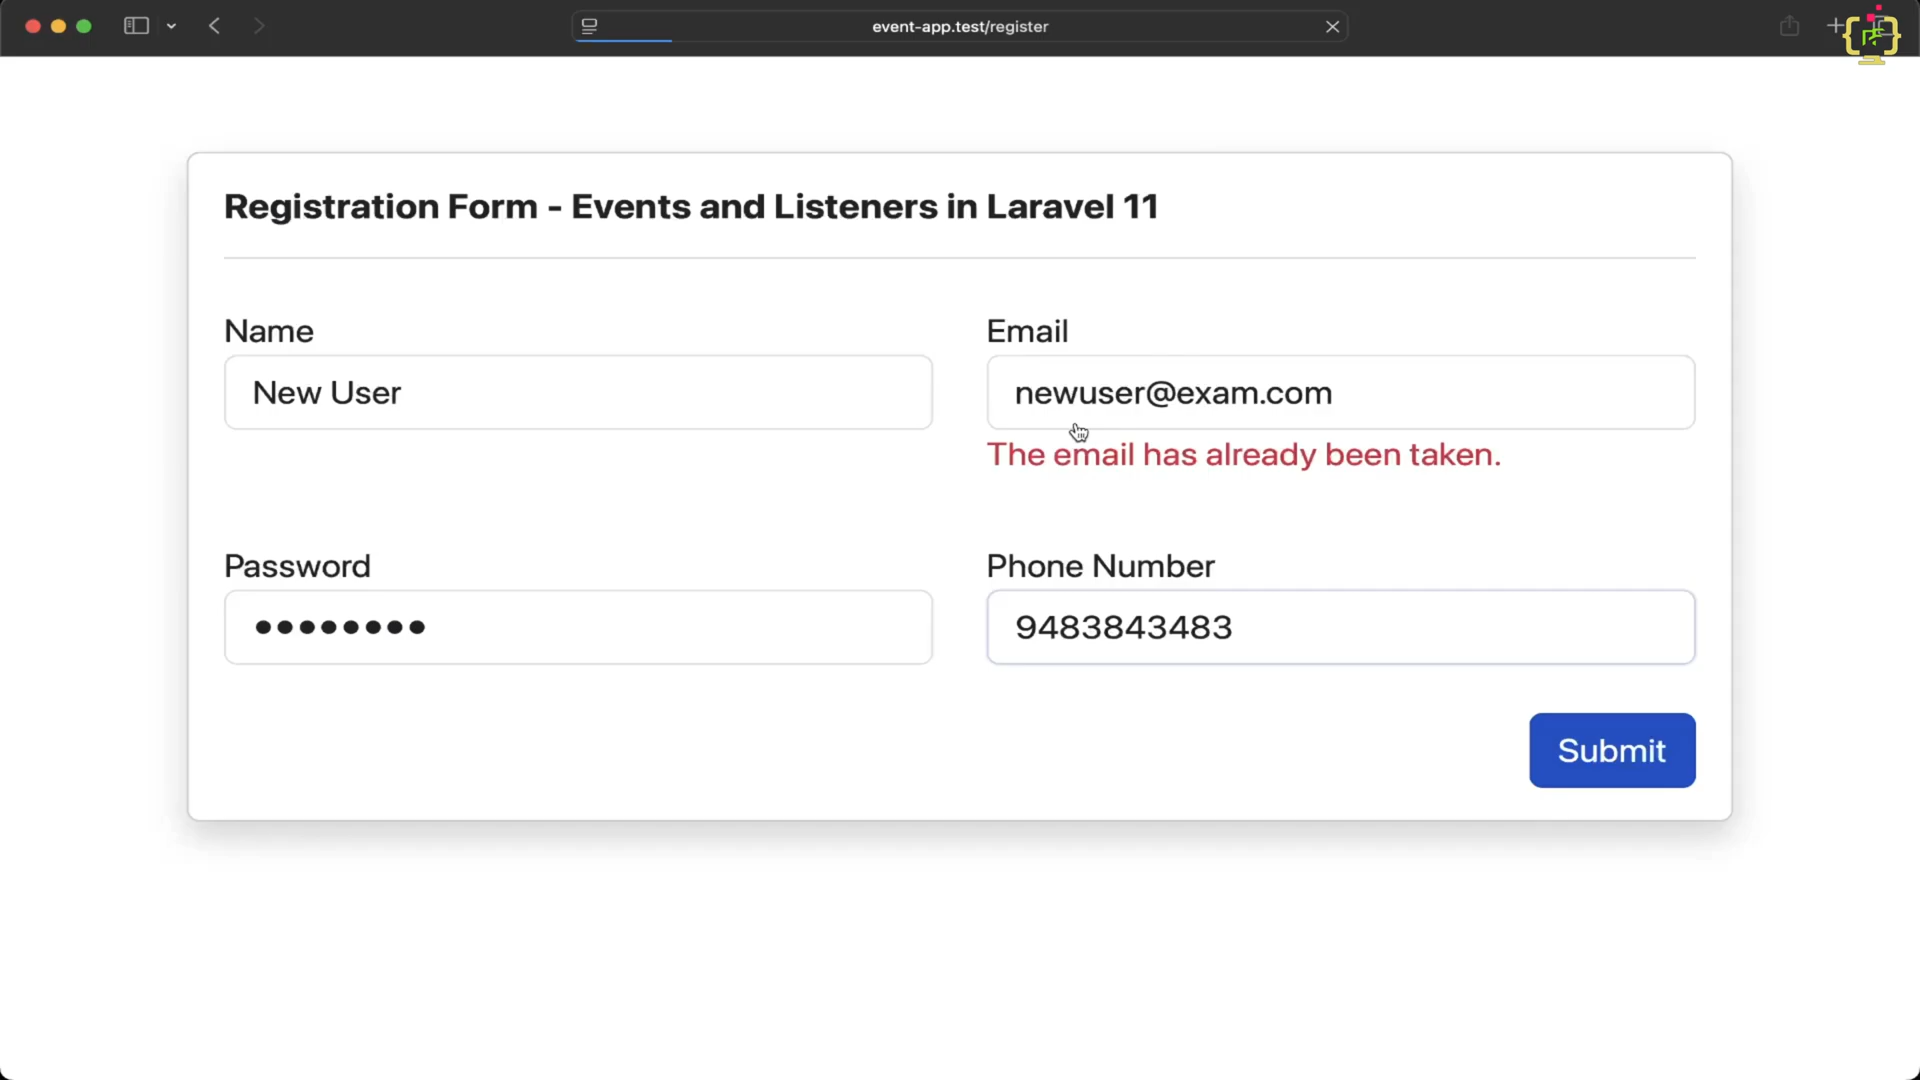 event-app.test/register
Registration Form - Events and Listeners in Laravel 11
Name
Email
New User
newuser@exam.com
The email has already been taken.
Password
Phone Number
9483843483
Submit